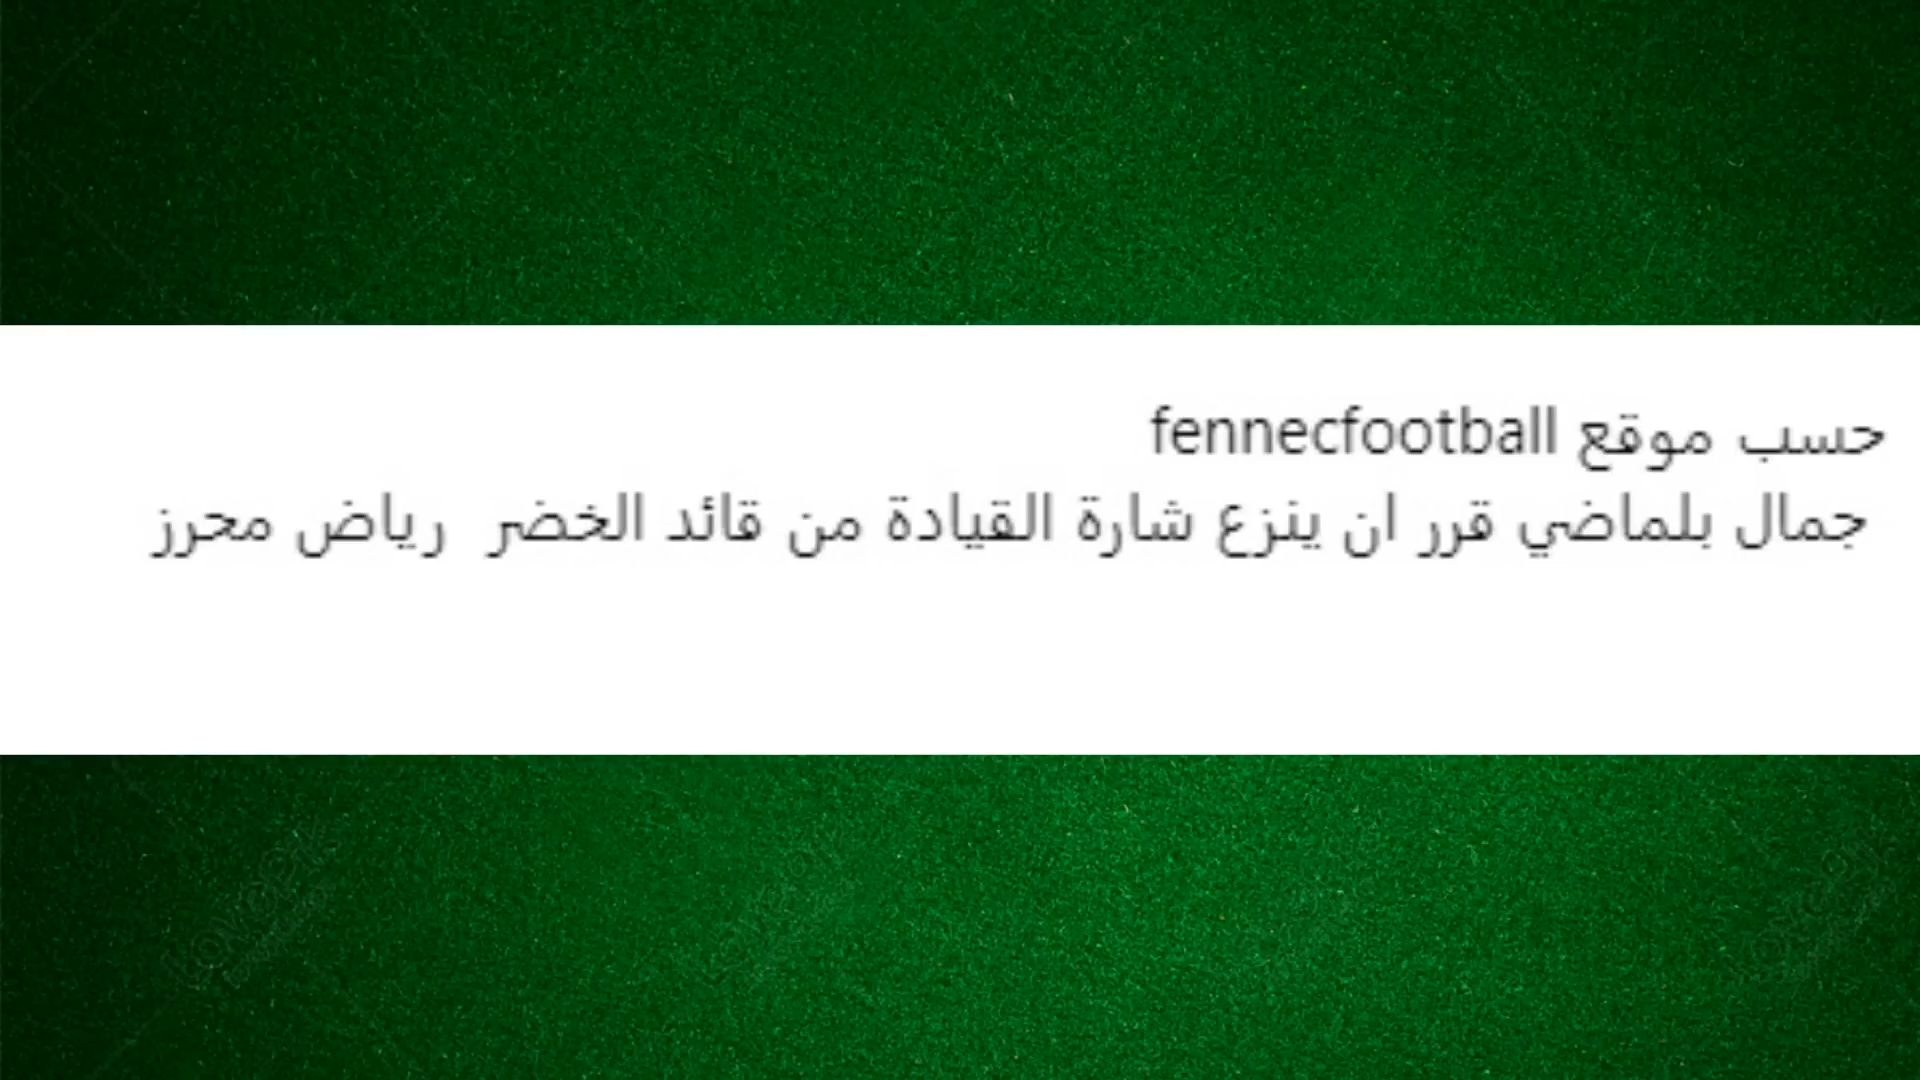 حسب موقع fennecfootball
جمال بلماضي قرر ان ينزع شارة القيادة من قائد الخضر رياض محرز